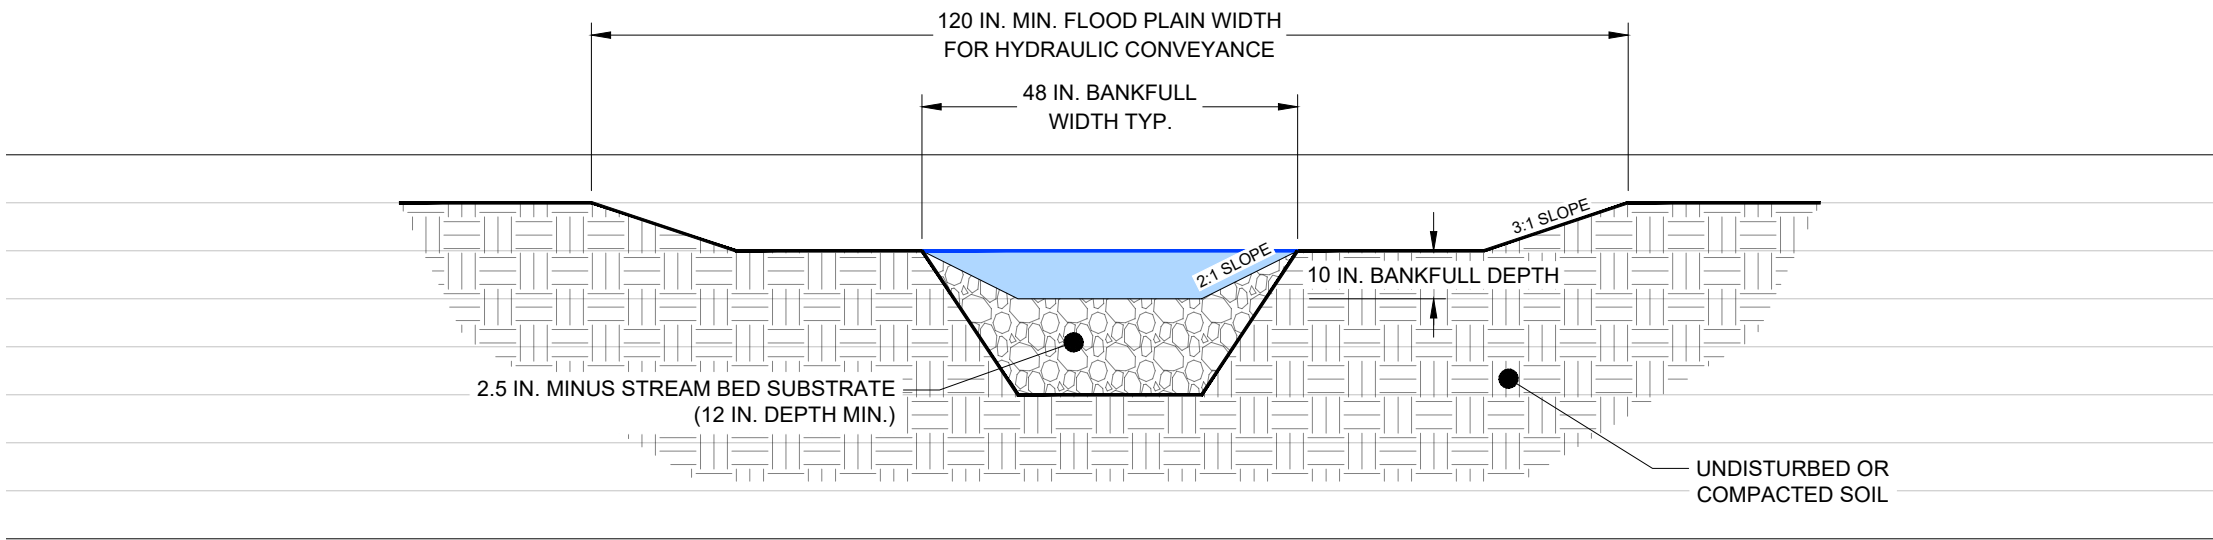 120 IN. MIN. FLOOD PLAIN WIDTH
FOR HYDRAULIC CONVEYANCE
48 IN. BANKFULL
WIDTH TYP.
3:1 SLOPE
2:1 SLOPE
10 IN. BANKFULL DEPTH
2.5 IN. MINUS STREAM BED SUBSTRATE
(12 IN. DEPTH MIN.)
UNDISTURBED OR
COMPACTED SOIL